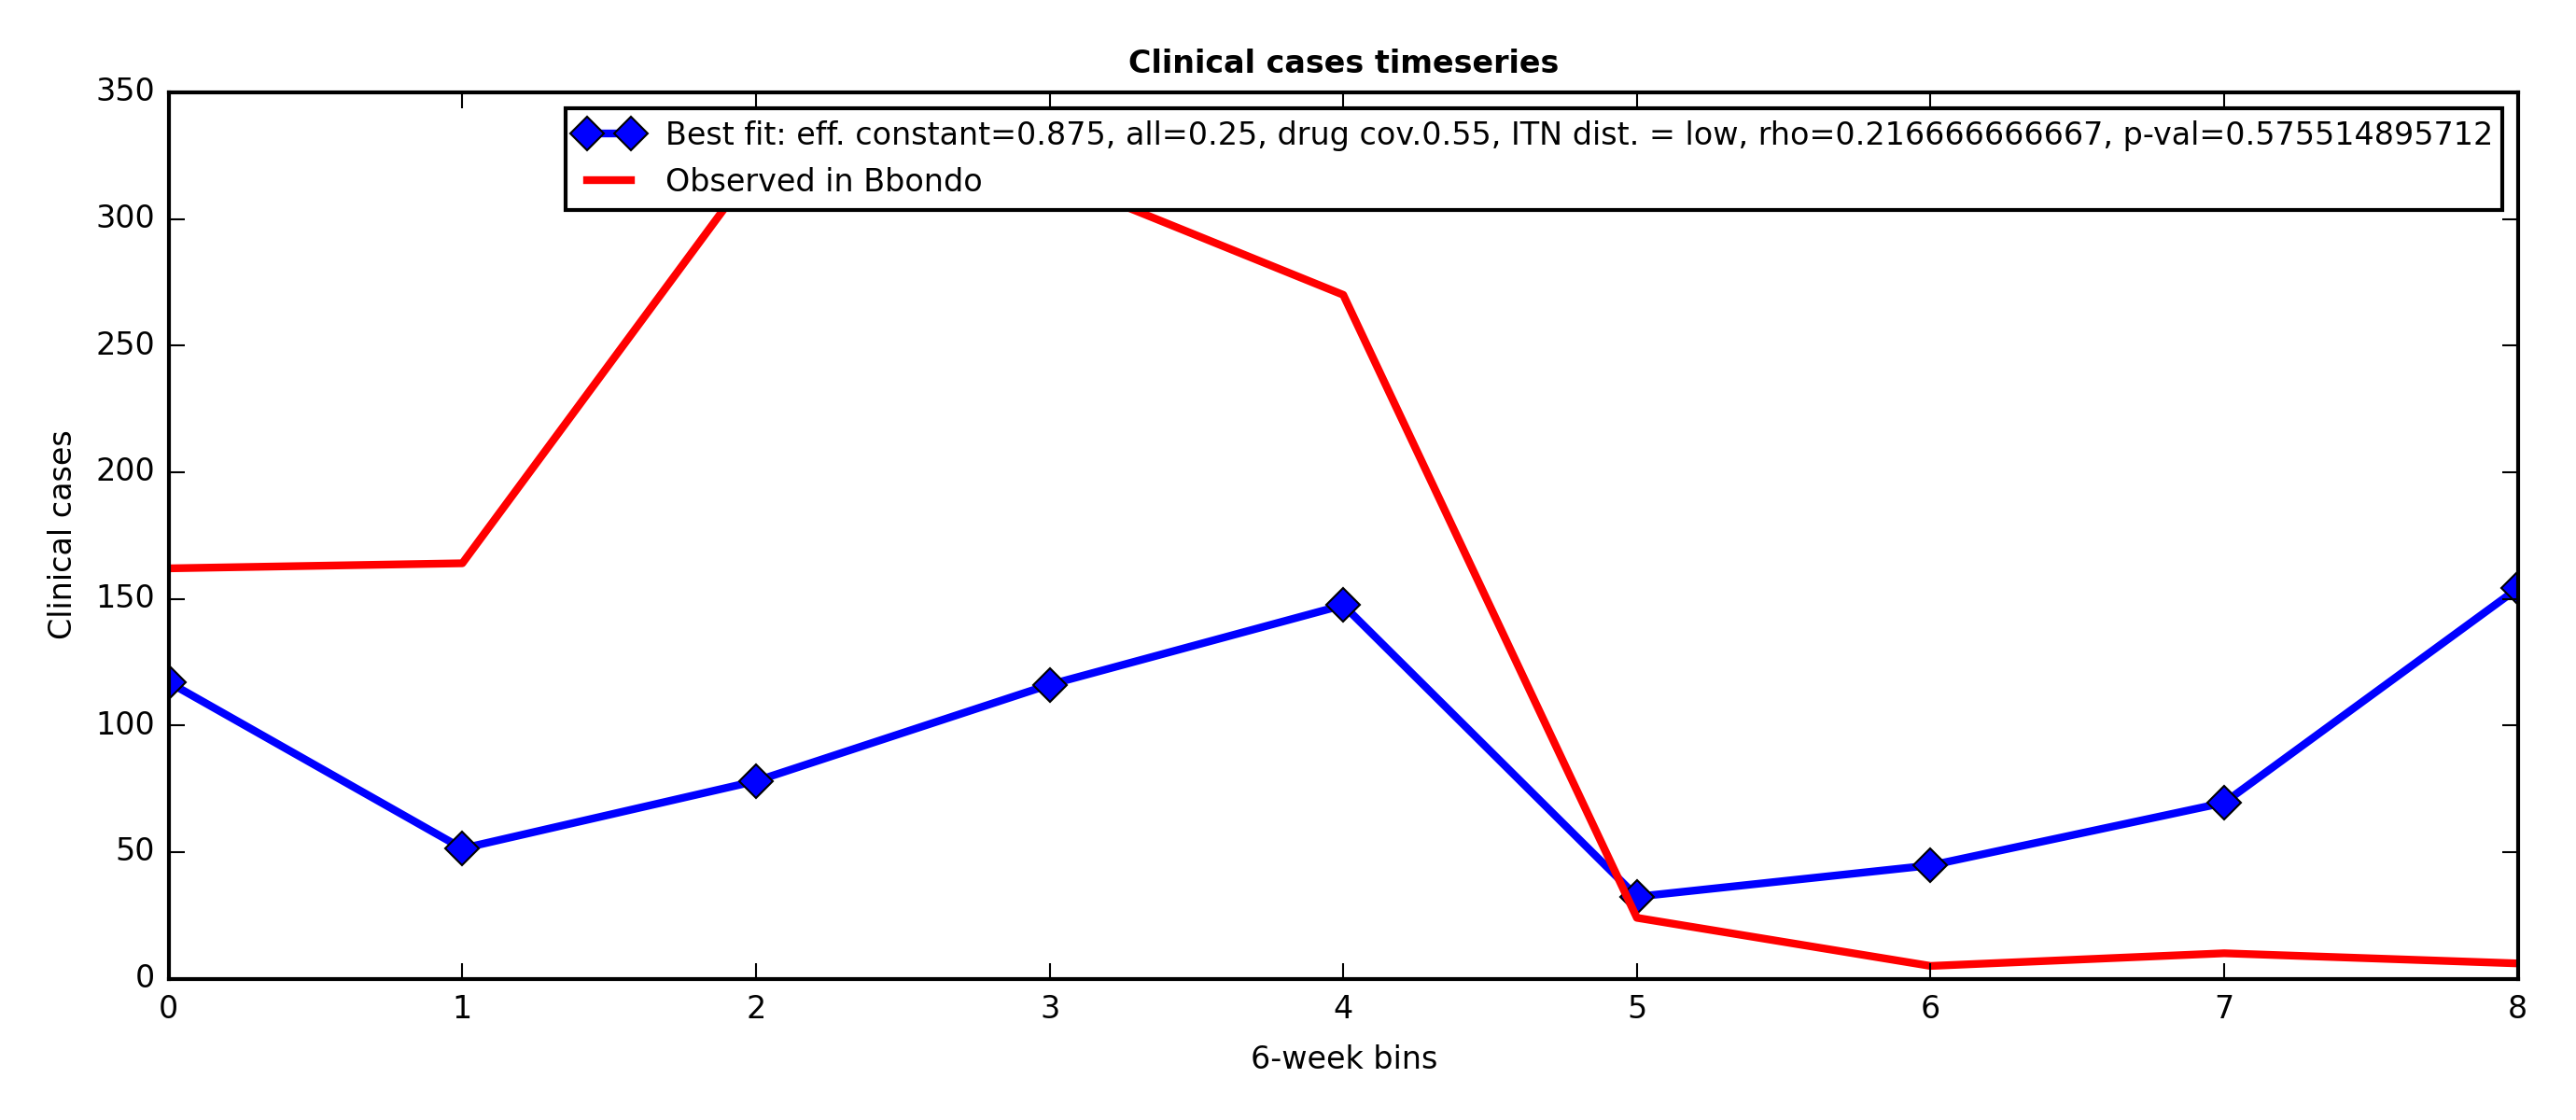 Clinical cases timeseries
350
300
250
200
150
100
50
0
Clinical cases
Best fit: eff. constant=0.875, all=0.25, drug cov.0.55, ITN dist. = low, rho=0.216666666667, p-val=0.575514895712
Observed in Bbondo
0 1 2 3 4 5 6 7 8
6-week bins